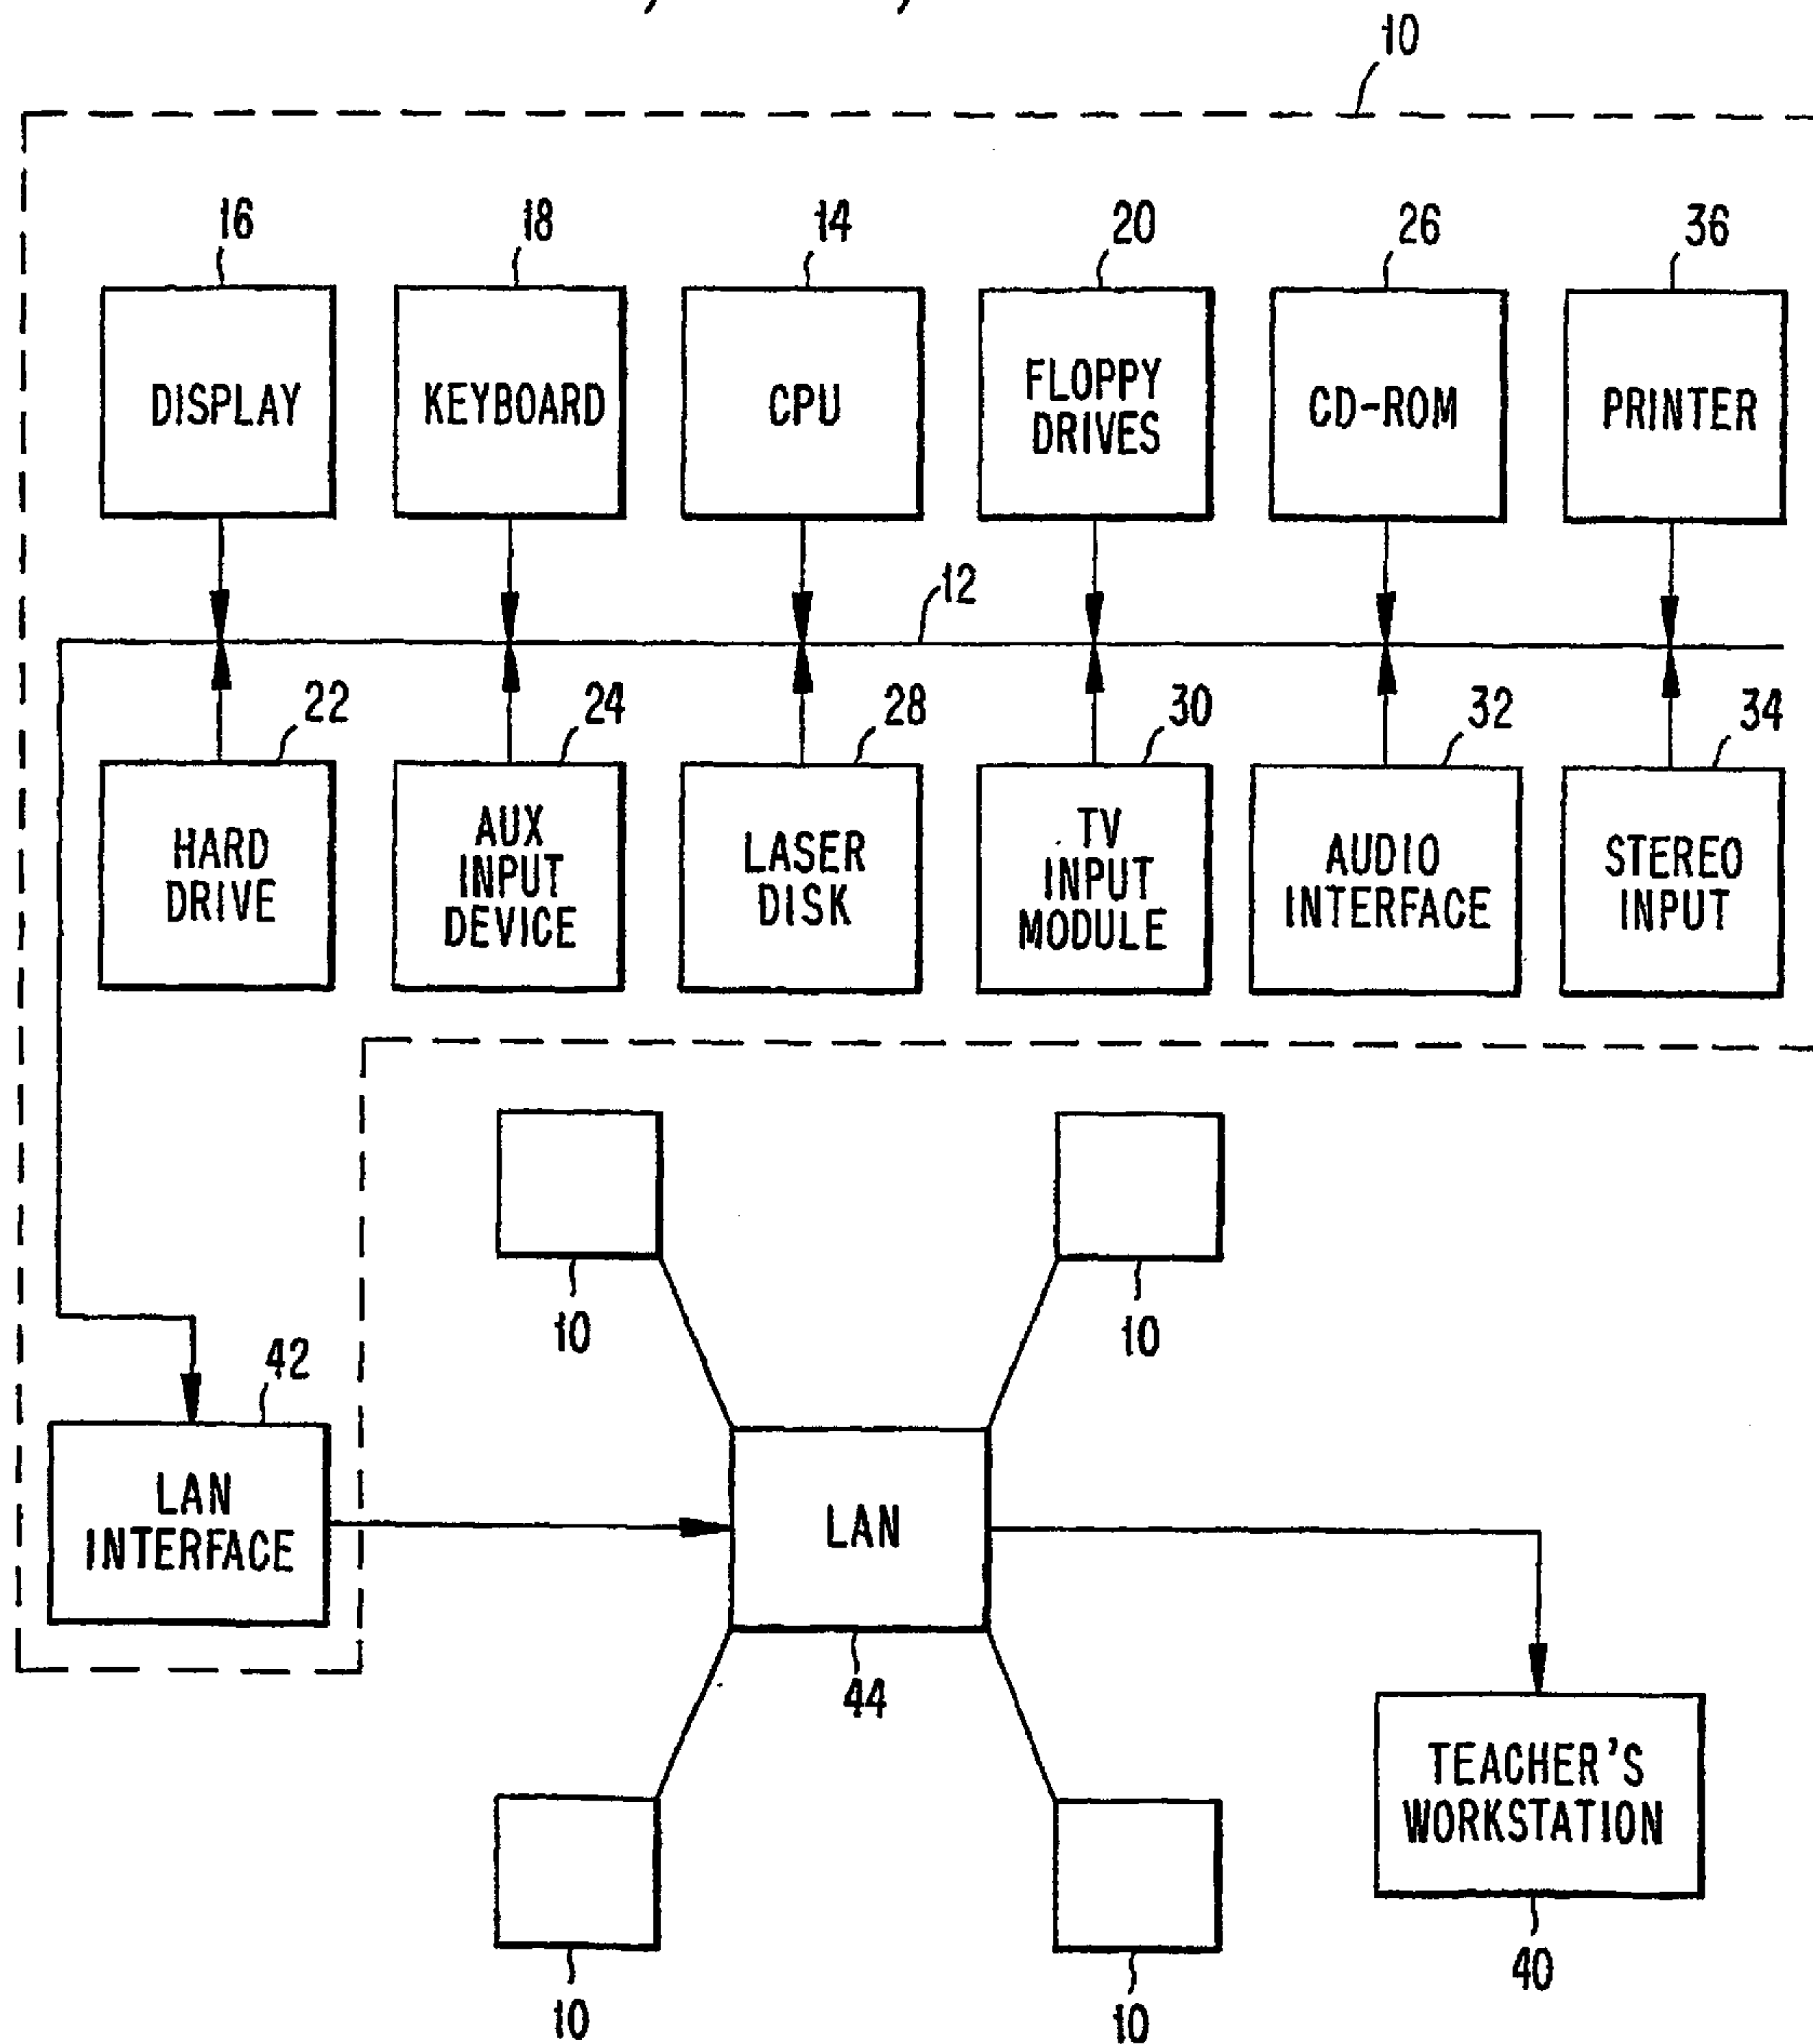 10
16 18 14 20 26 36
DISPLAY KEYBOARD CPU FLOPPY DRIVES CD-ROM PRINTER
12
22 24 28 30 32 34
HARD DRIVE
AUX INPUT DEVICE
LASER DISK
TV INPUT MODULE
AUDIO INTERFACE
STEREO INPUT
10 10
42
LAN INTERFACE
LAN
44
TEACHER'S WORKSTATION
40
10 10